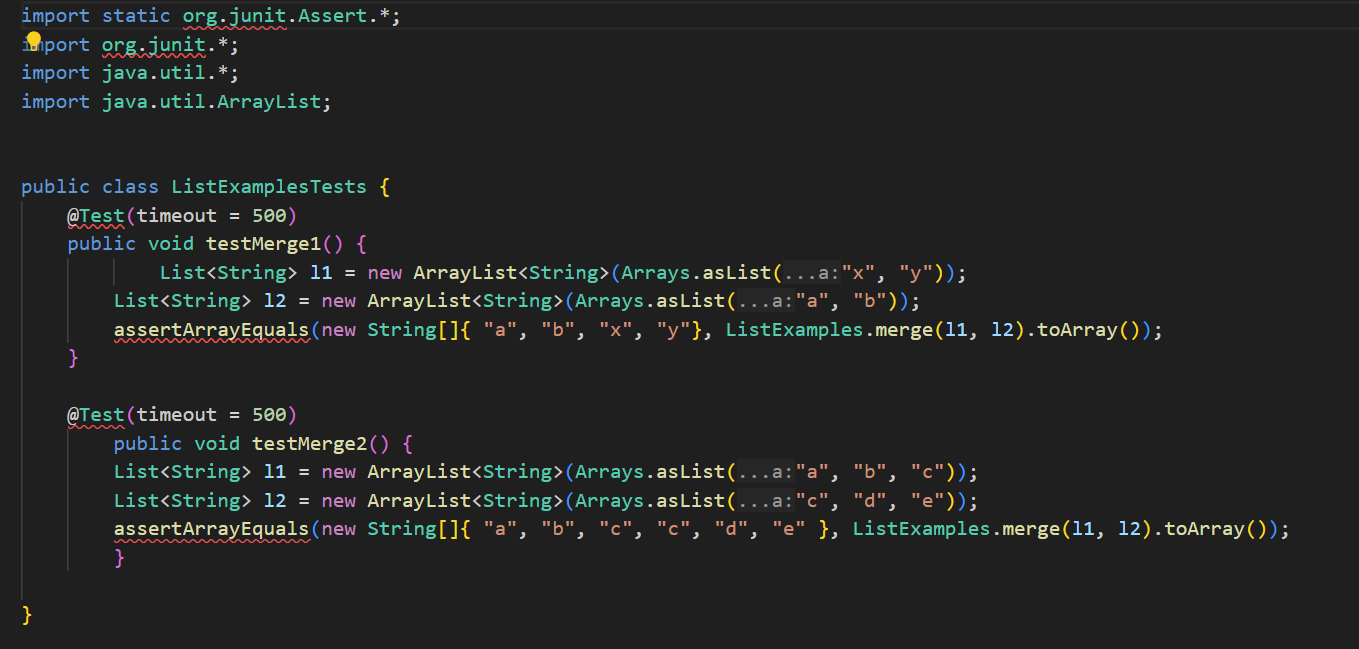 import static org.junit.Assert.*;
import org.junit.*;
import java.util.*;
import java.util.ArrayList;
public class ListExamplesTests {
@Test(timeout = 500)
public void testMerge1() {
List<String> l1 = new ArrayList<String>(Arrays.asList(...a:"x", "y"));
List<String> l2 = new ArrayList<String>(Arrays.asList(...a:"a", "b"));
assertArrayEquals(new String[]{ "a", "b", "x", "y"}, ListExamples.merge(l1, l2).toArray());
}
@Test(timeout = 500)
public void testMerge2() {
List<String> l1 = new ArrayList<String>(Arrays.asList(...a:"a", "b", "c"));
List<String> l2 = new ArrayList<String>(Arrays.asList(...a:"c", "d", "e"));
assertArrayEquals(new String[]{ "a", "b", "c", "c", "d", "e" }, ListExamples.merge(l1, l2).toArray());
}
}